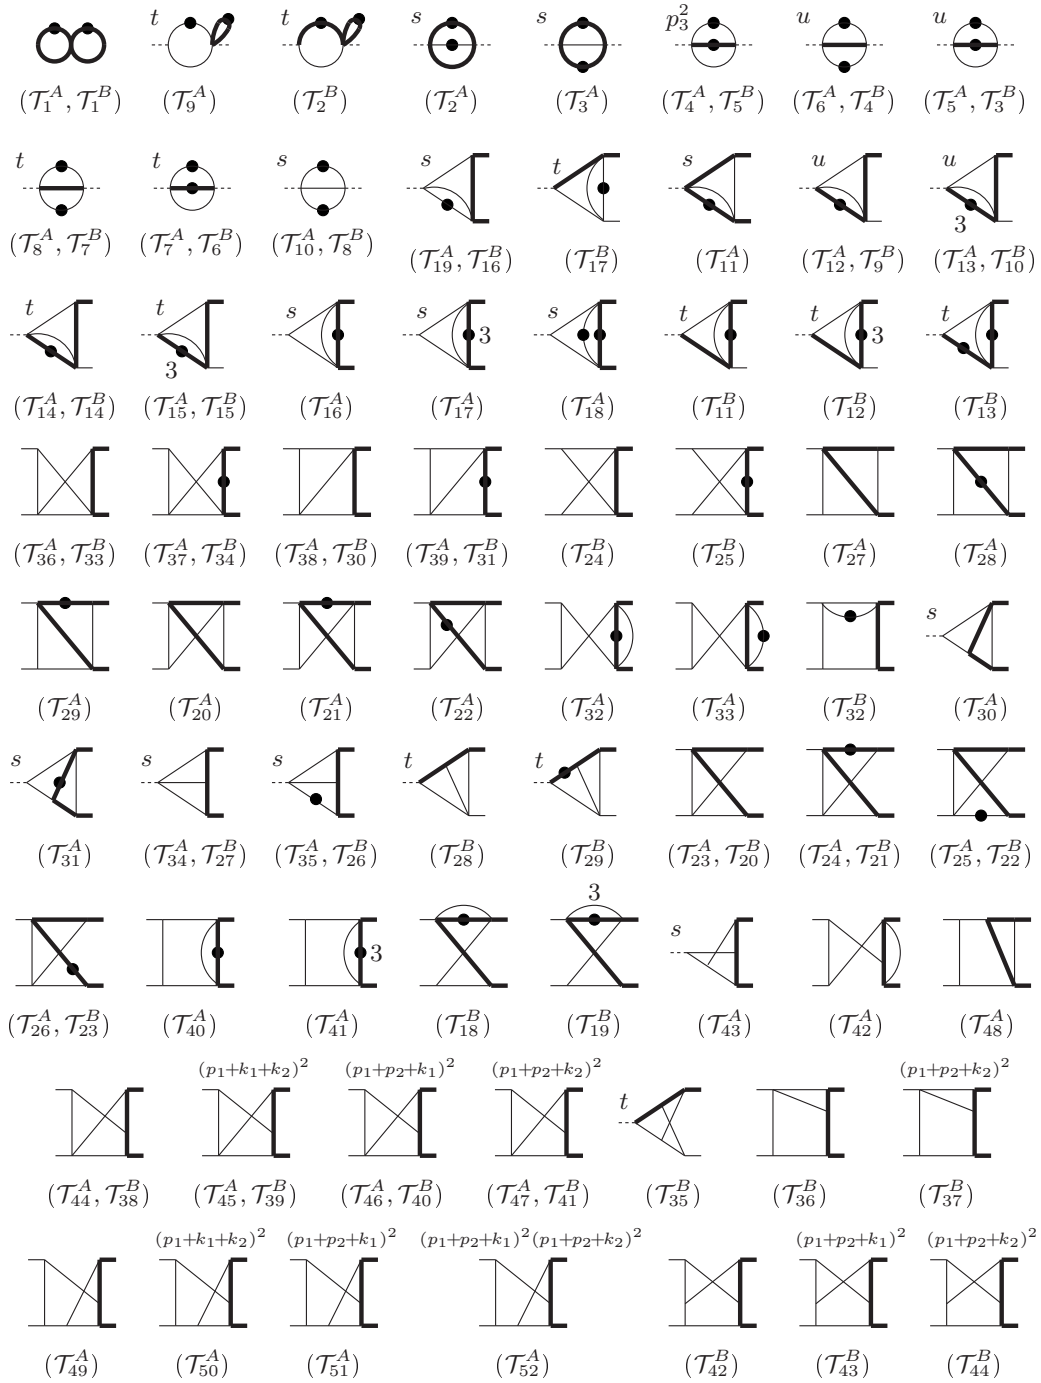 t t s s p_3^2 u u
(𝒯_1^A, 𝒯_1^B) (𝒯_9^A) (𝒯_2^B) (𝒯_2^A) (𝒯_3^A) (𝒯_4^A, 𝒯_5^B) (𝒯_6^A, 𝒯_4^B) (𝒯_5^A, 𝒯_3^B)
t t s s t s u u
3
(𝒯_8^A, 𝒯_7^B) (𝒯_7^A, 𝒯_6^B) (𝒯_10^A, 𝒯_8^B) (𝒯_19^A, 𝒯_16^B) (𝒯_17^B) (𝒯_11^A) (𝒯_12^A, 𝒯_9^B) (𝒯_13^A, 𝒯_10^B)
t t s s s t t t
3 3 3
(𝒯_14^A, 𝒯_14^B) (𝒯_15^A, 𝒯_15^B) (𝒯_16^A) (𝒯_17^A) (𝒯_18^A) (𝒯_11^B) (𝒯_12^B) (𝒯_13^B)
(𝒯_36^A, 𝒯_33^B) (𝒯_37^A, 𝒯_34^B) (𝒯_38^A, 𝒯_30^B) (𝒯_39^A, 𝒯_31^B) (𝒯_24^B) (𝒯_25^B) (𝒯_27^A) (𝒯_28^A)
s
(𝒯_29^A) (𝒯_20^A) (𝒯_21^A) (𝒯_22^A) (𝒯_32^A) (𝒯_33^A) (𝒯_32^B) (𝒯_30^A)
s s s t t
(𝒯_31^A) (𝒯_34^A, 𝒯_27^B) (𝒯_35^A, 𝒯_26^B) (𝒯_28^B) (𝒯_29^B) (𝒯_23^A, 𝒯_20^B) (𝒯_24^A, 𝒯_21^B) (𝒯_25^A, 𝒯_22^B)
3
s
3
(𝒯_26^A, 𝒯_23^B) (𝒯_40^A) (𝒯_41^A) (𝒯_18^B) (𝒯_19^B) (𝒯_43^A) (𝒯_42^A) (𝒯_48^A)
(p_1+k_1+k_2)^2 (p_1+p_2+k_1)^2 (p_1+p_2+k_2)^2 (p_1+p_2+k_2)^2
t
(𝒯_44^A, 𝒯_38^B) (𝒯_45^A, 𝒯_39^B) (𝒯_46^A, 𝒯_40^B) (𝒯_47^A, 𝒯_41^B) (𝒯_35^B) (𝒯_36^B) (𝒯_37^B)
(p_1+k_1+k_2)^2 (p_1+p_2+k_1)^2 (p_1+p_2+k_1)^2(p_1+p_2+k_2)^2 (p_1+p_2+k_1)^2 (p_1+p_2+k_2)^2
(𝒯_49^A) (𝒯_50^A) (𝒯_51^A) (𝒯_52^A) (𝒯_42^B) (𝒯_43^B) (𝒯_44^B)